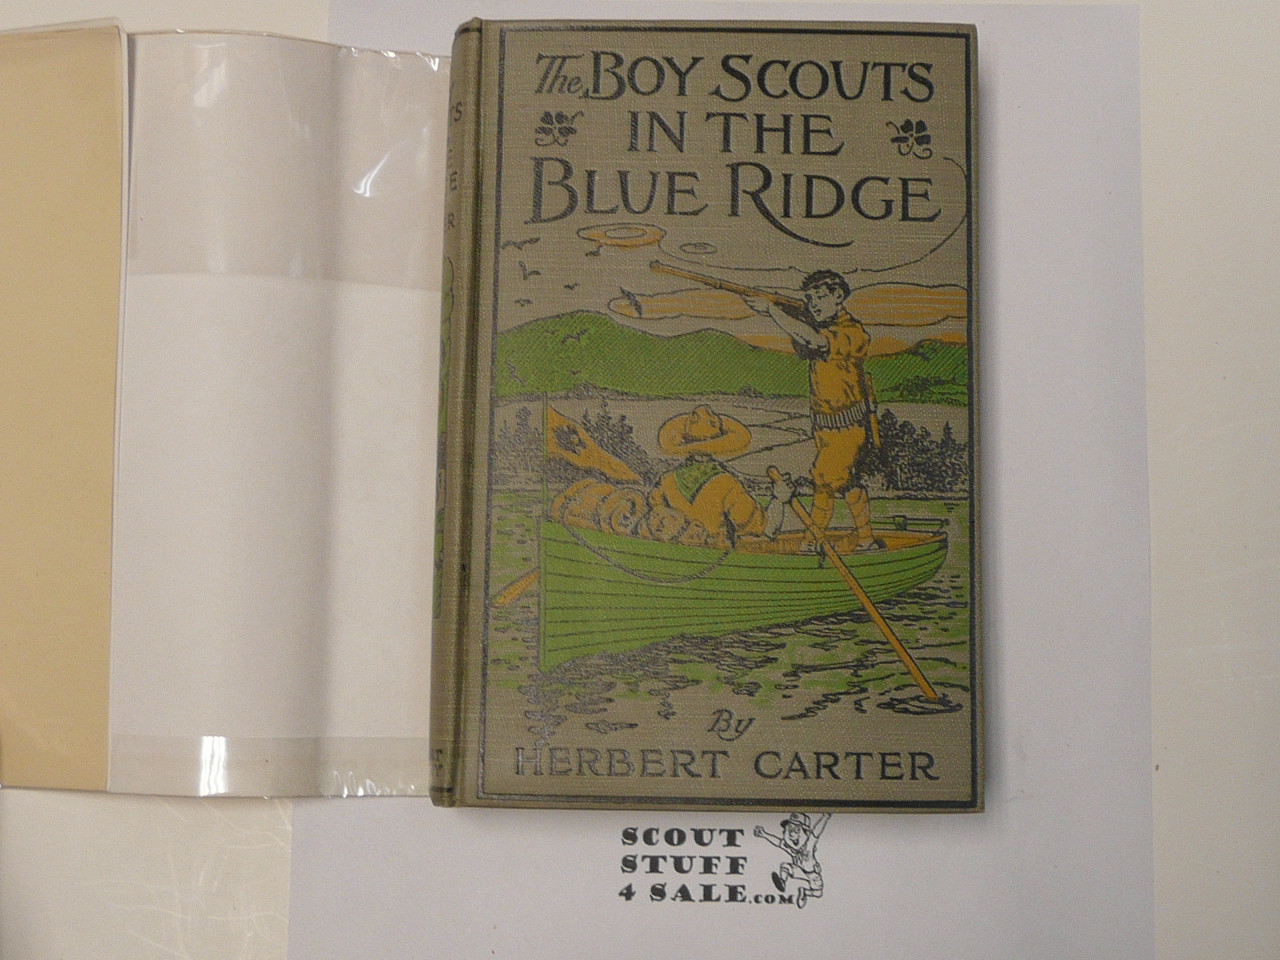 The BOY SCOUTS
IN THE
BLUE RIDGE
By
HERBERT CARTER
SCOUT
STUFF
4 SALE.COM